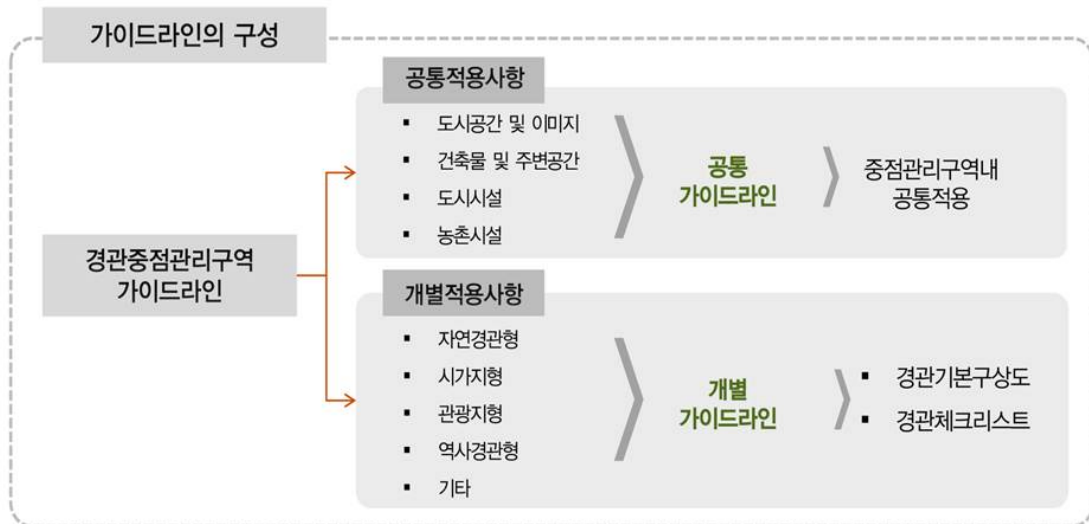 가이드라인의 구성
경관중점관리구역
가이드라인
공통적용사항
▪ 도시공간 및 이미지
▪ 건축물 및 주변공간
▪ 도시시설
▪ 농촌시설
공통
가이드라인
중점관리구역내
공통적용
개별적용사항
▪ 자연경관형
▪ 시가지형
▪ 관광지형
▪ 역사경관형
▪ 기타
개별
가이드라인
▪ 경관기본구상도
▪ 경관체크리스트